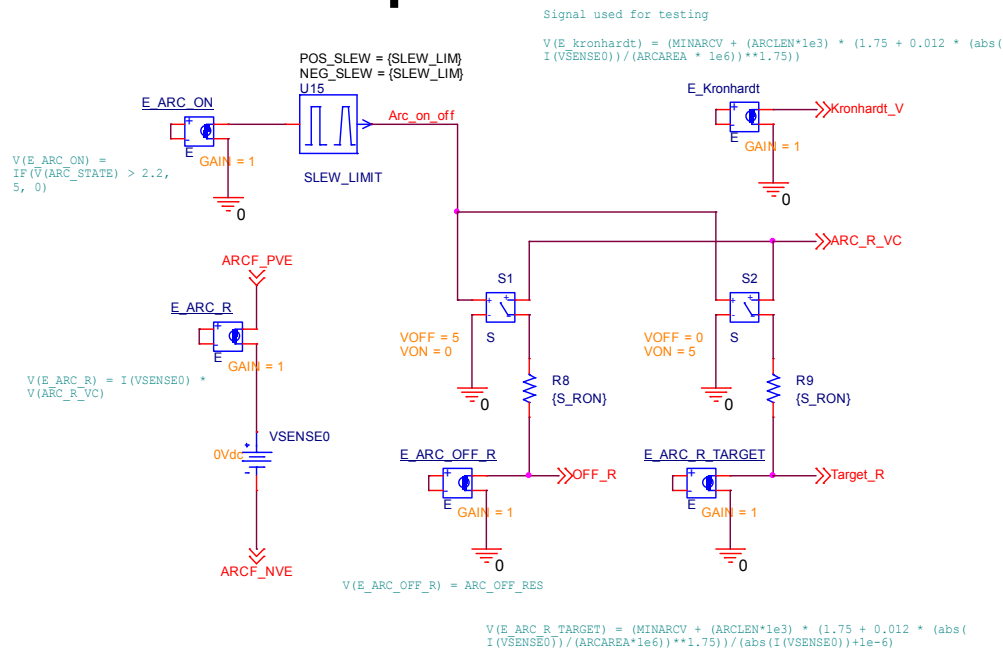 Signal used for testing
V(E_kronhardt) = (MINARCV + (ARCLEN*1e3) * (1.75 + 0.012 * (abs(
I(VSENSE0))/(ARCAREA * 1e6))**1.75))
POS_SLEW = {SLEW_LIM}
NEG_SLEW = {SLEW_LIM}
U15
E_ARC_ON
Arc_on_off
E
GAIN = 1
SLEW_LIMIT
0
V(E_ARC_ON) =
IF(V(ARC_STATE) > 2.2,
5, 0)
E_Kronhardt
Kronhardt_V
E
GAIN = 1
0
ARC_R_VC
ARCF_PVE
E_ARC_R
E
GAIN = 1
V(E_ARC_R) = I(VSENSE0) *
V(ARC_R_VC)
VSENSE0
0Vdc
ARCF_NVE
S1
VOFF = 5
VON = 0
S
0
R8
{S_RON}
E_ARC_OFF_R
OFF_R
E
GAIN = 1
0
V(E_ARC_OFF_R) = ARC_OFF_RES
S2
VOFF = 0
VON = 5
S
0
R9
{S_RON}
E_ARC_R_TARGET
Target_R
E
GAIN = 1
0
V(E_ARC_R_TARGET) = (MINARCV + (ARCLEN*1e3) * (1.75 + 0.012 * (abs(
I(VSENSE0))/(ARCAREA*1e6))**1.75))/(abs(I(VSENSE0))+1e-6)